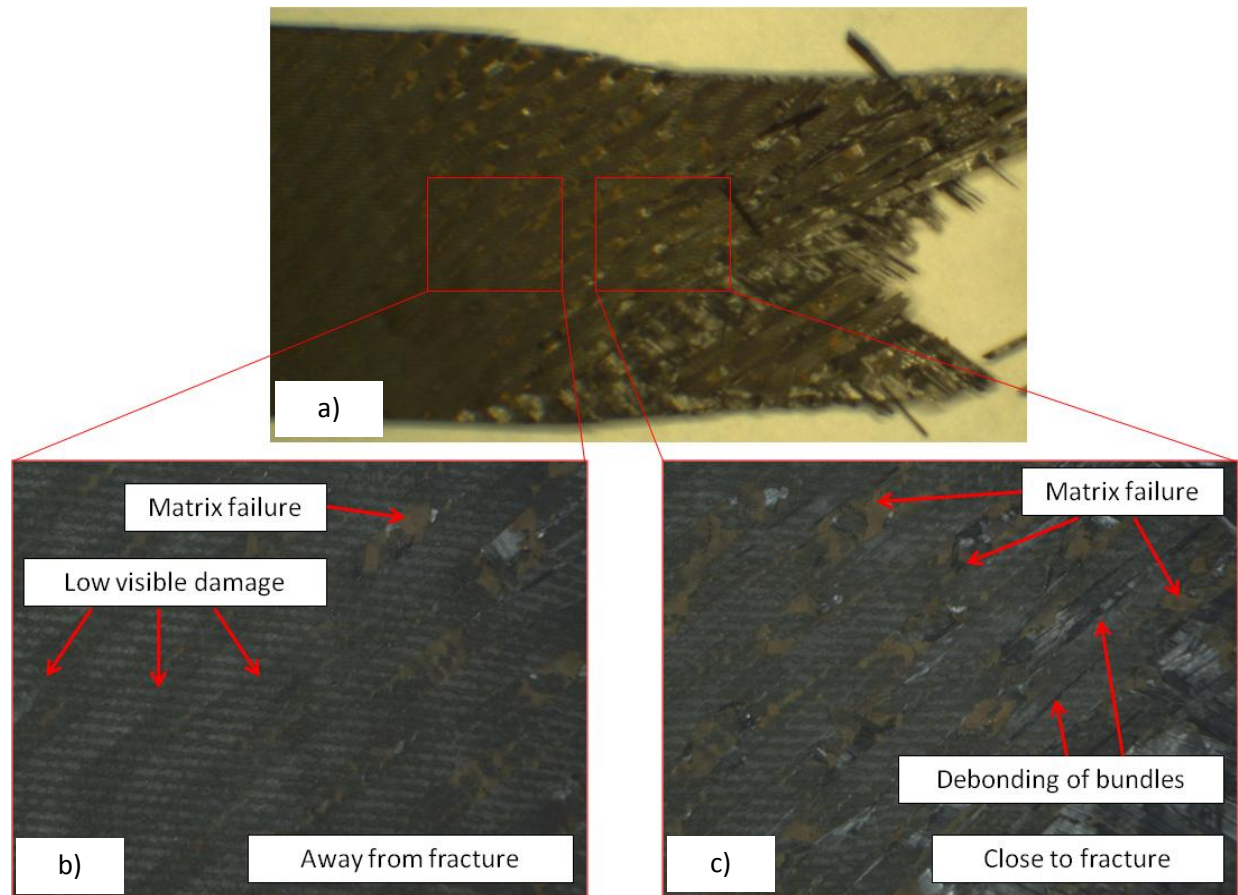 a)
Matrix failure
Low visible damage
b)
Away from fracture
Matrix failure
Debonding of bundles
c)
Close to fracture